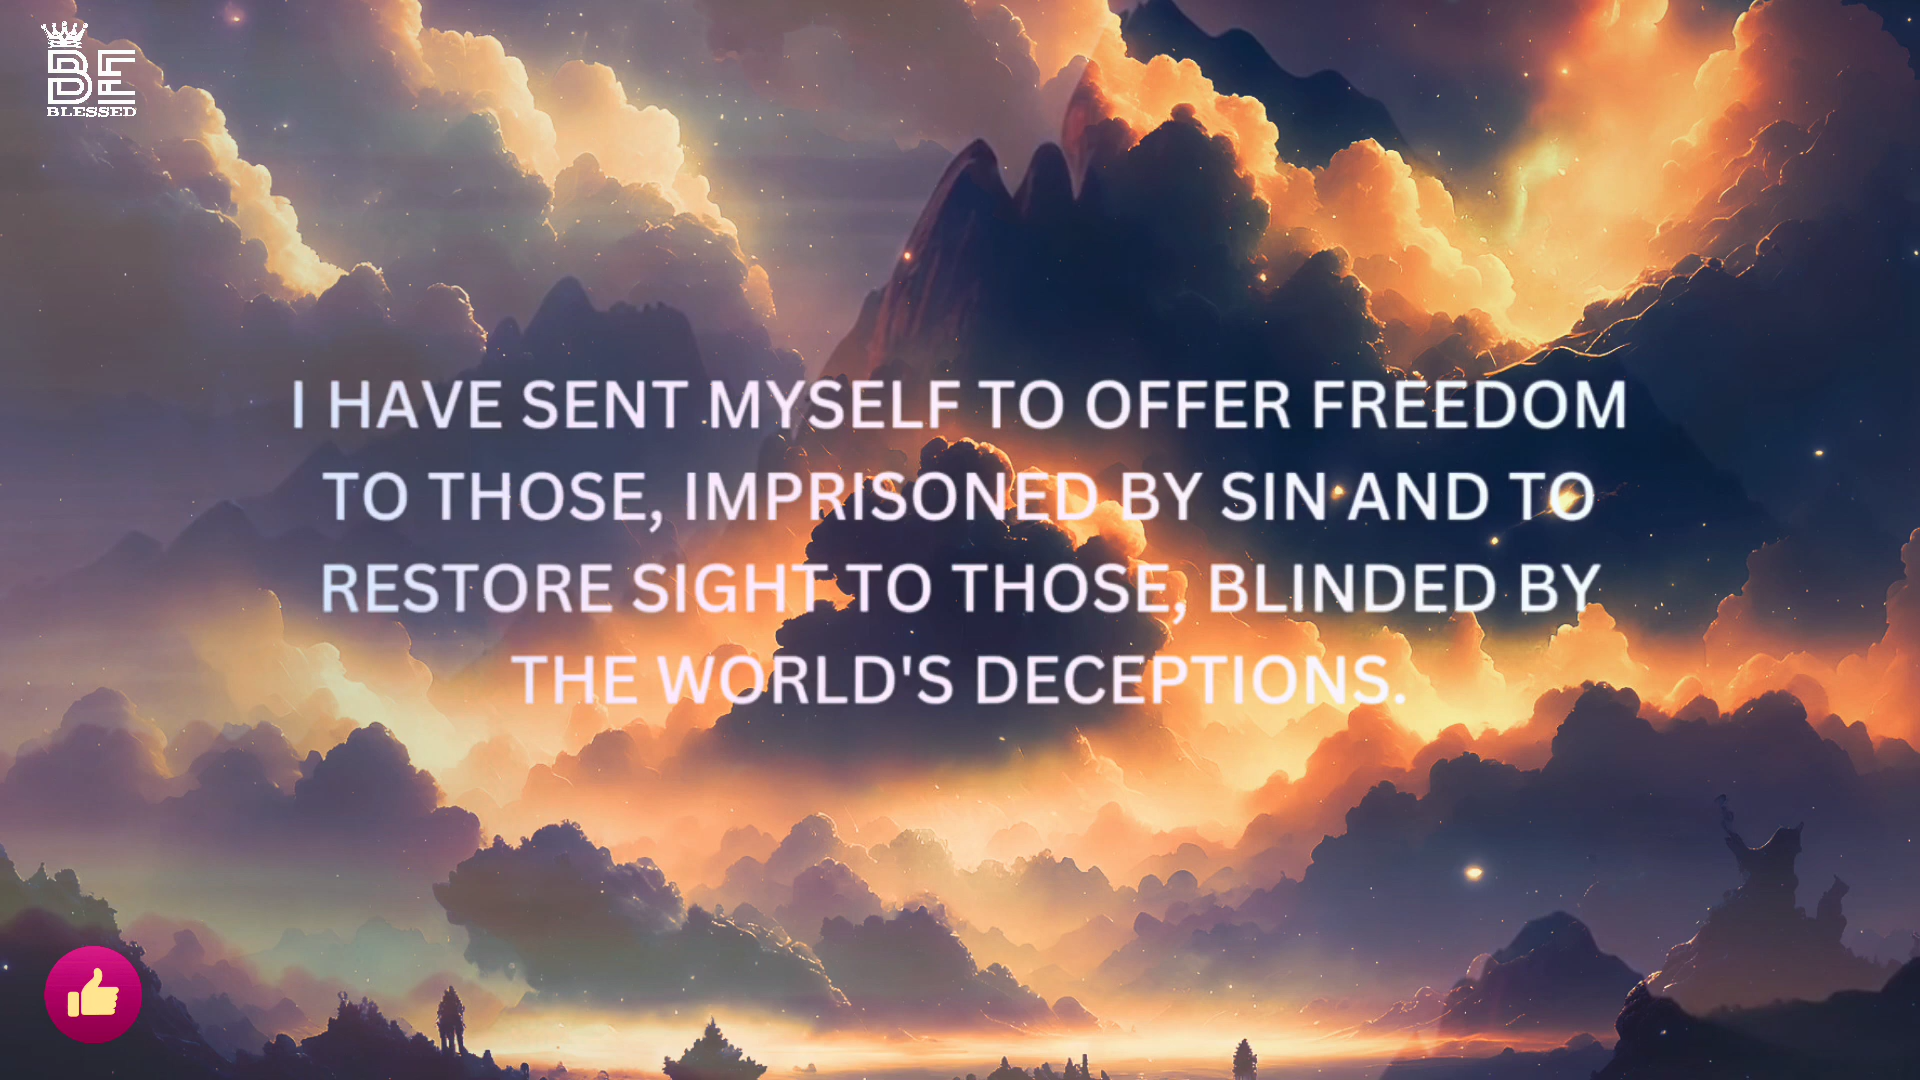 BE
BLESSED
I HAVE SENT MYSELF TO OFFER FREEDOM
TO THOSE, IMPRISONED BY SIN AND TO
RESTORE SIGHT TO THOSE, BLINDED BY
THE WORLD'S DECEPTIONS.